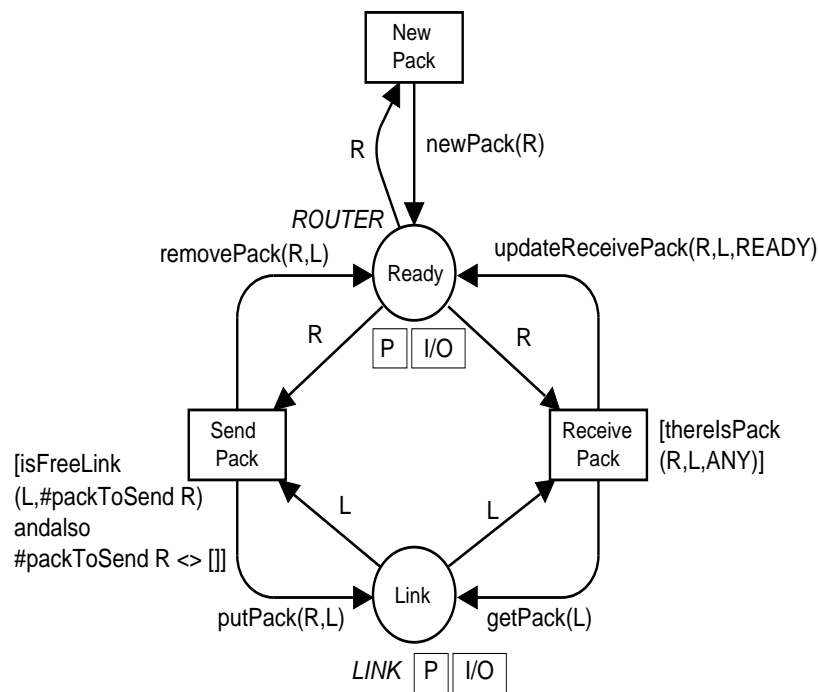 New
Pack
R
newPack(R)
ROUTER
removePack(R,L)
updateReceivePack(R,L,READY)
Ready
R
P
I/O
R
Send
Pack
Receive
Pack
[isFreeLink
(L,#packToSend R)
andalso
#packToSend R <> []]
[thereIsPack
(R,L,ANY)]
L
L
Link
putPack(R,L)
getPack(L)
LINK
P
I/O